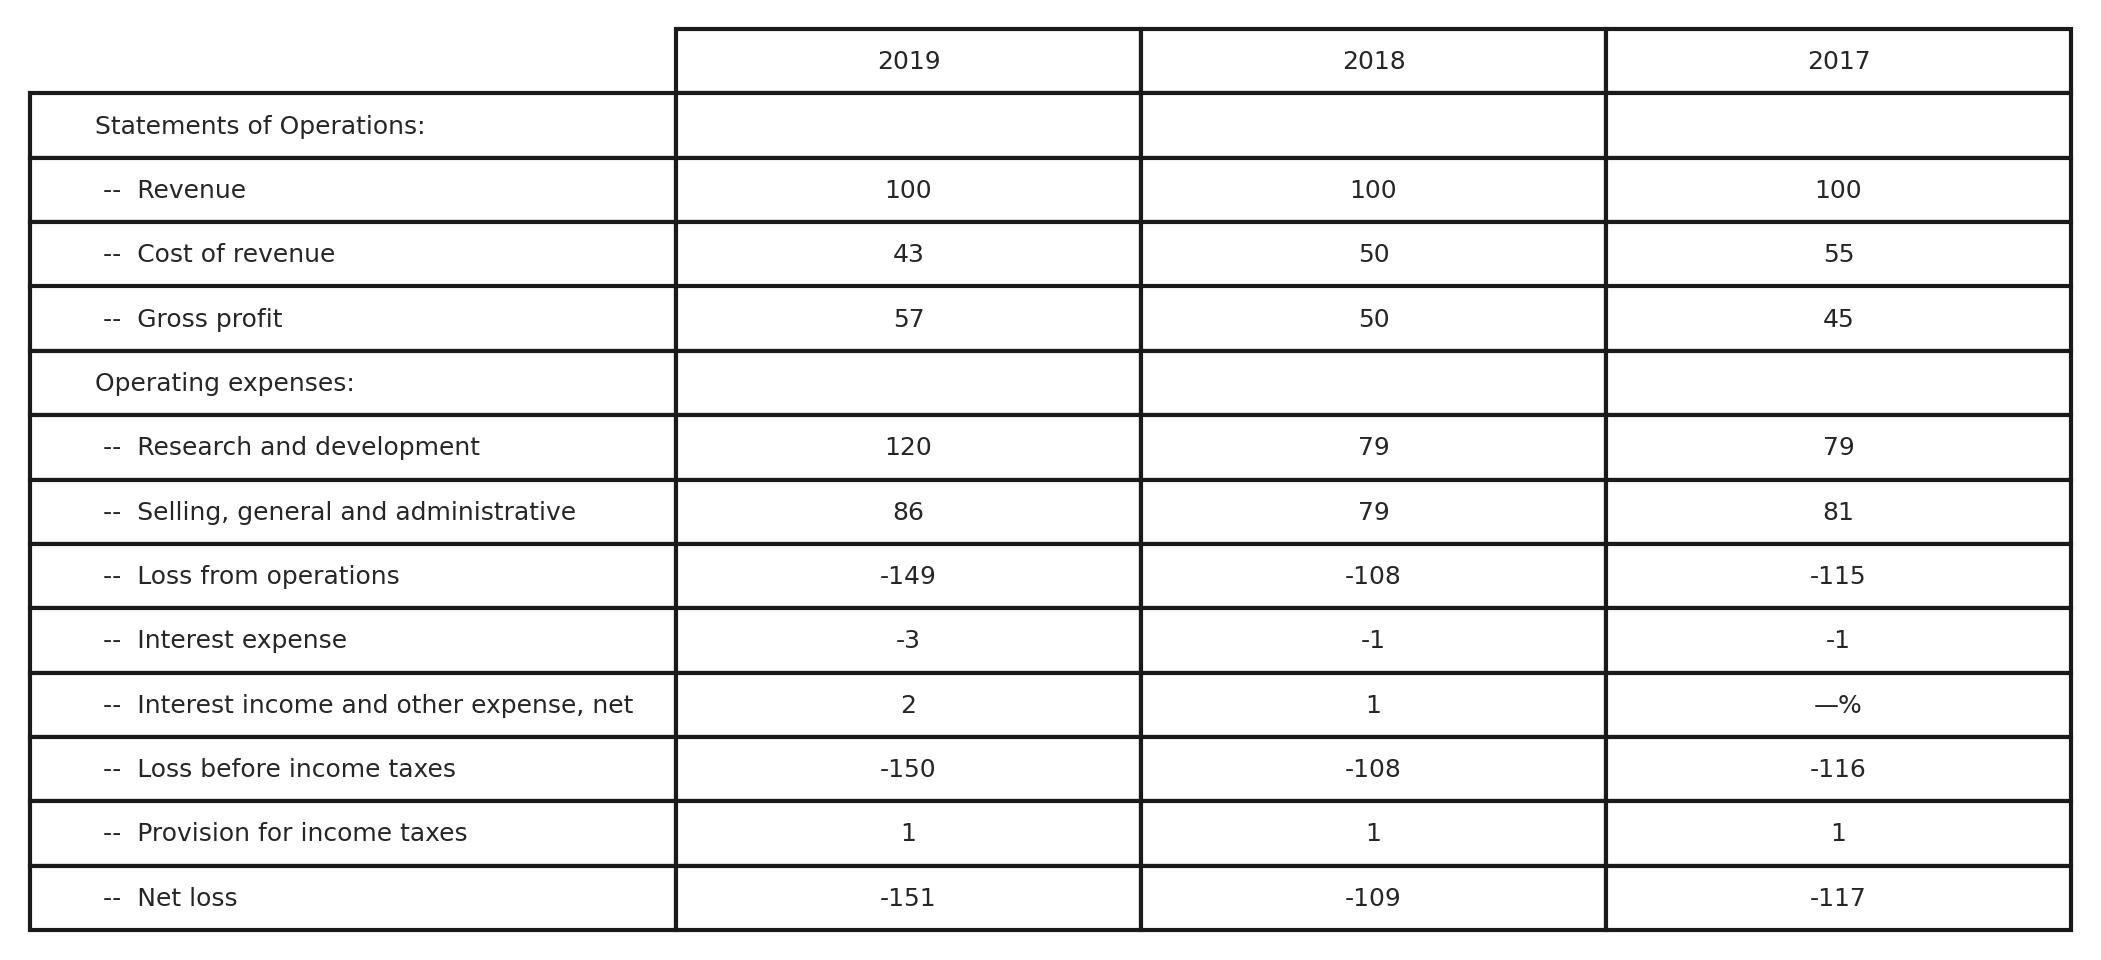 2019 2018 2017
Statements of Operations:
-- Revenue 100 100 100
-- Cost of revenue 43 50 55
-- Gross profit 57 50 45
Operating expenses:
-- Research and development 120 79 79
-- Selling, general and administrative 86 79 81
-- Loss from operations -149 -108 -115
-- Interest expense -3 -1 -1
-- Interest income and other expense, net 2 1 —%
-- Loss before income taxes -150 -108 -116
-- Provision for income taxes 1 1 1
-- Net loss -151 -109 -117